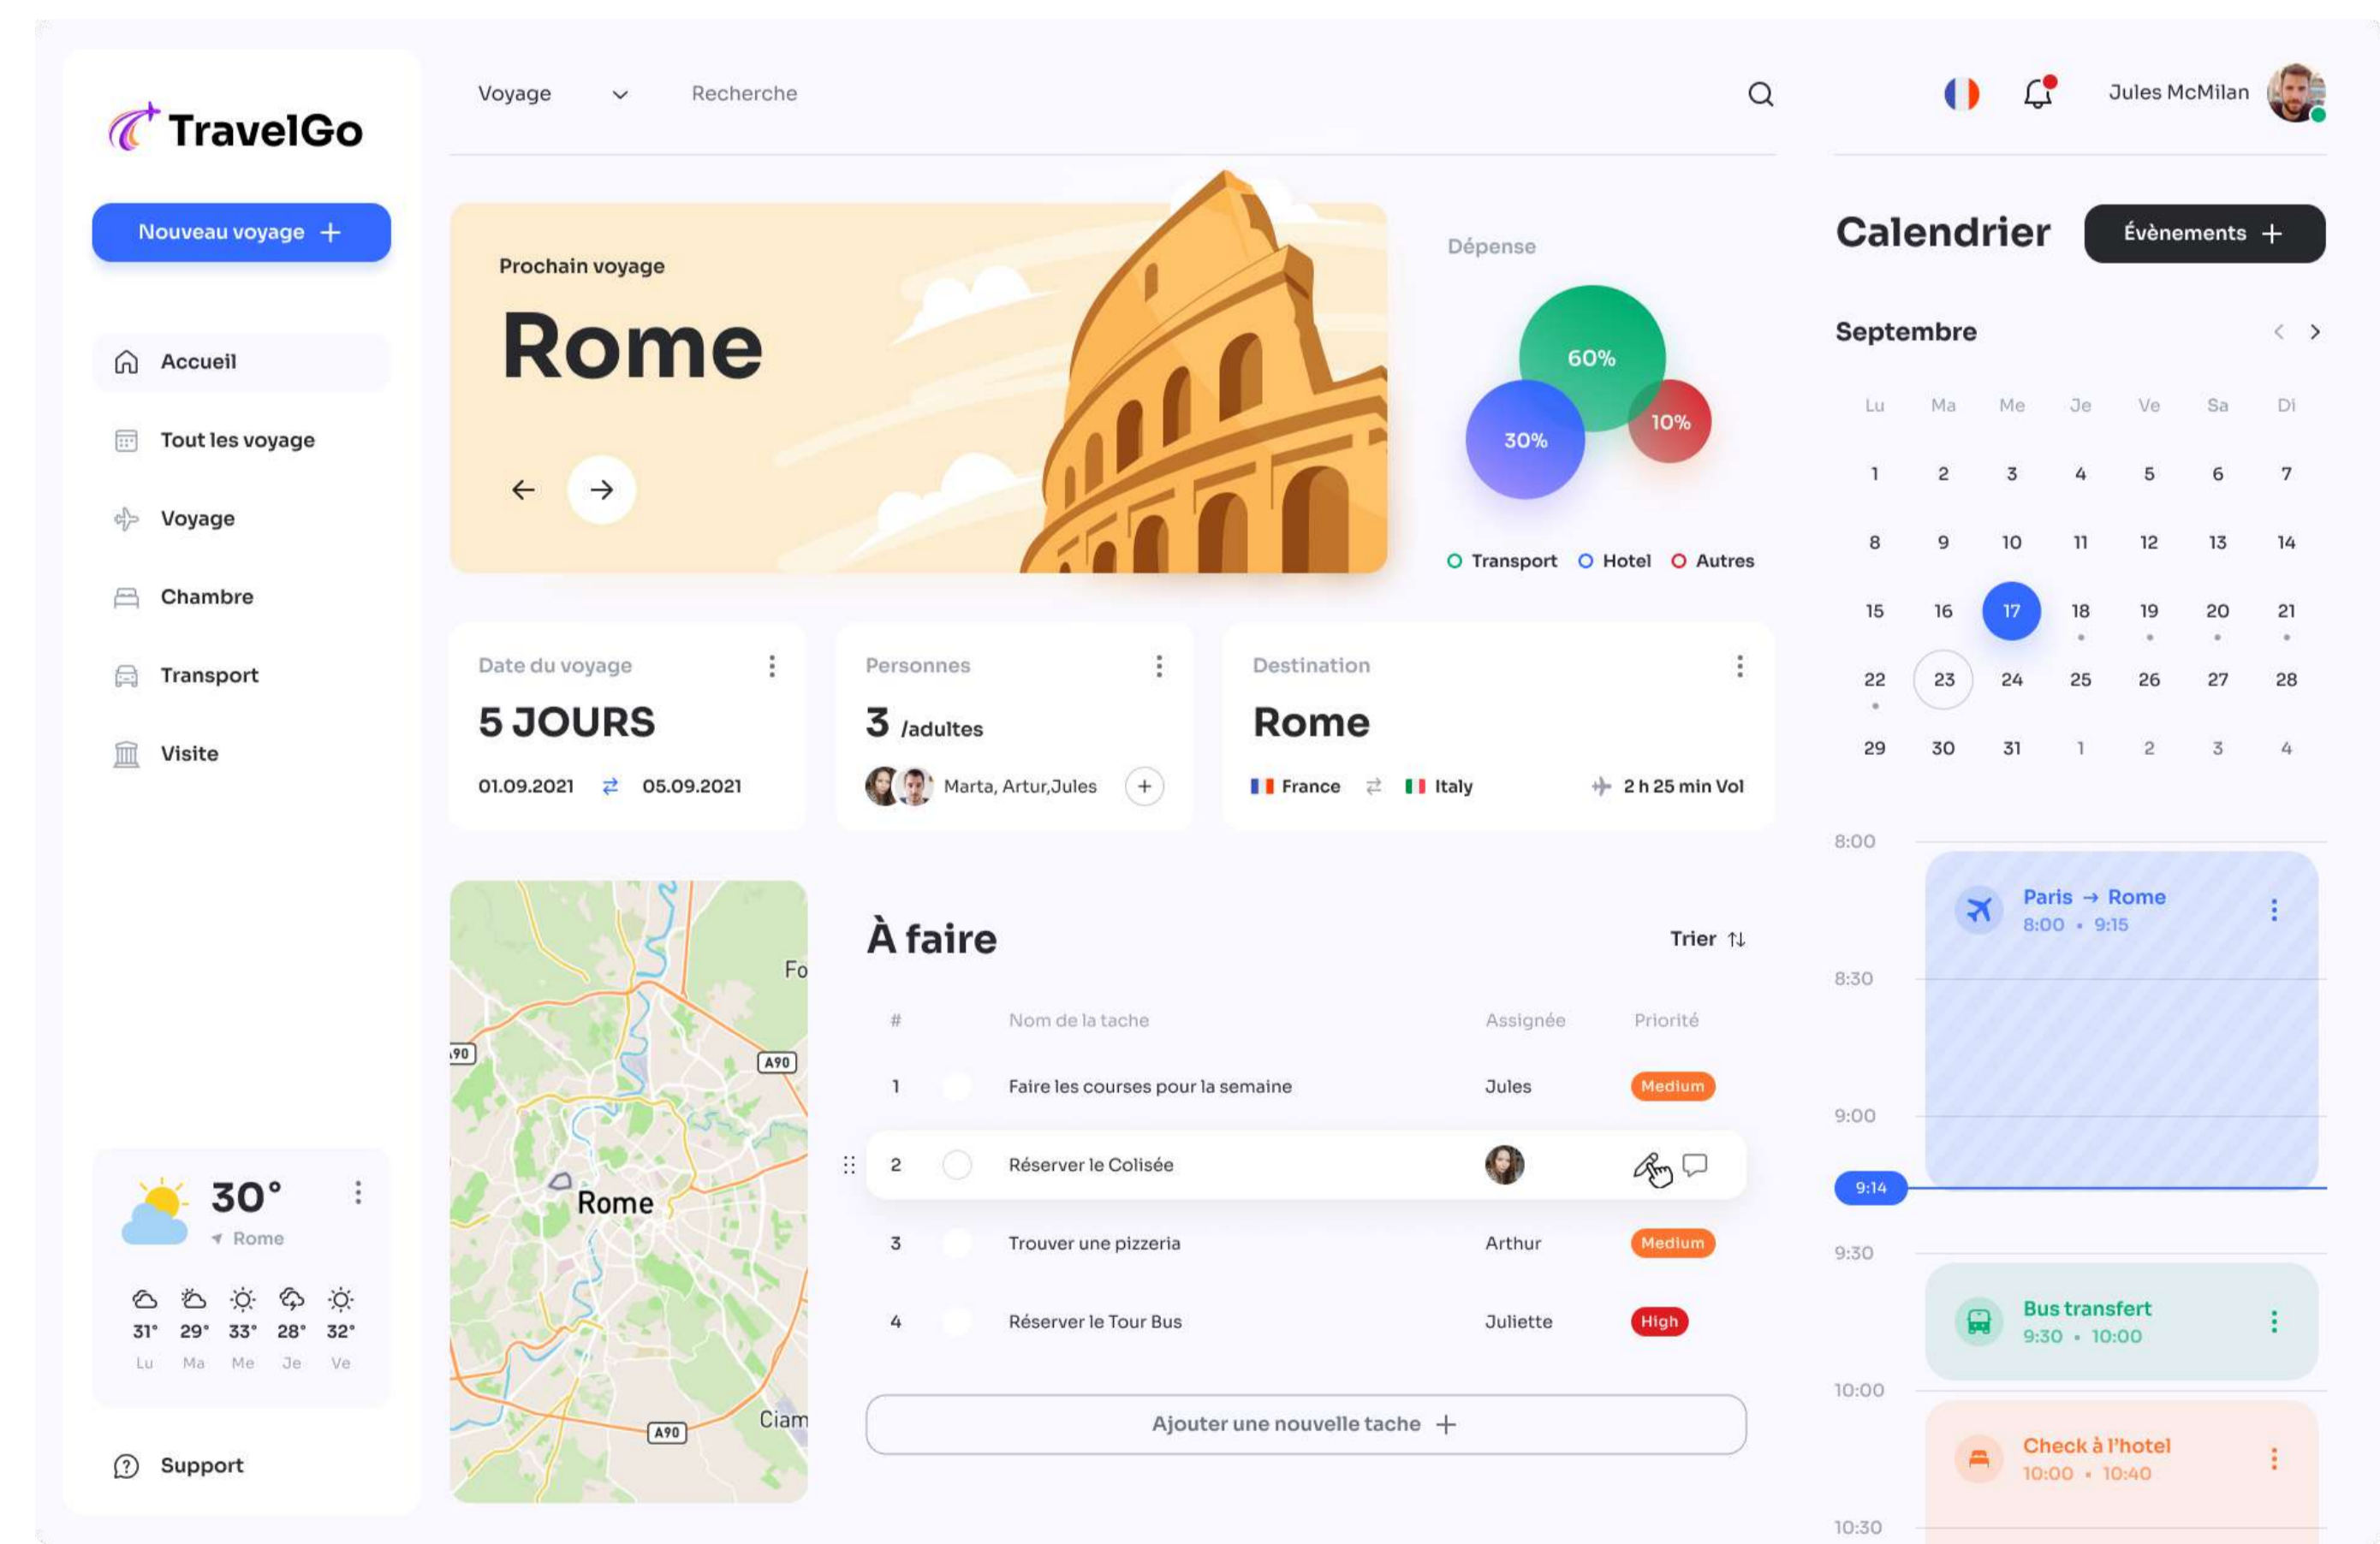 TravelGo
Nouveau voyage
Accueil
Tout les voyage
Voyage
Chambre
Transport
Visite
30°
Rome
31° 29° 33° 28° 32°
Lu Ma Me Je Ve
Support
Voyage Recherche
Jules McMilan
Prochain voyage
Rome
Dépense
60%
30%
10%
Transport Hotel Autres
Date du voyage
5 JOURS
01.09.2021 05.09.2021
Personnes
3 /adultes
Marta, Artur,Jules
Destination
Rome
France Italy 2 h 25 min Vol
Fo
90
A90
Rome
A90
Ciam
À faire
Trier
# Nom de la tache Assignée Priorité
1 Faire les courses pour la semaine Jules Medium
2 Réserver le Colisée
3 Trouver une pizzeria Arthur Medium
4 Réserver le Tour Bus Juliette High
Ajouter une nouvelle tache
Calendrier
Évènements
Septembre
Lu Ma Me Je Ve Sa Di
1 2 3 4 5 6 7
8 9 10 11 12 13 14
15 16 17 18 19 20 21
22 23 24 25 26 27 28
29 30 31 1 2 3 4
8:00
Paris → Rome
8:00 • 9:15
8:30
9:00
9:14
9:30
Bus transfert
9:30 • 10:00
10:00
Check à l'hotel
10:00 • 10:40
10:30